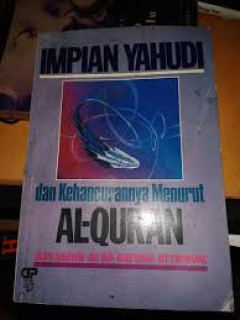 IMPIAN YAHUDI
dan Kehancurannya Menurut
AL-QURAN